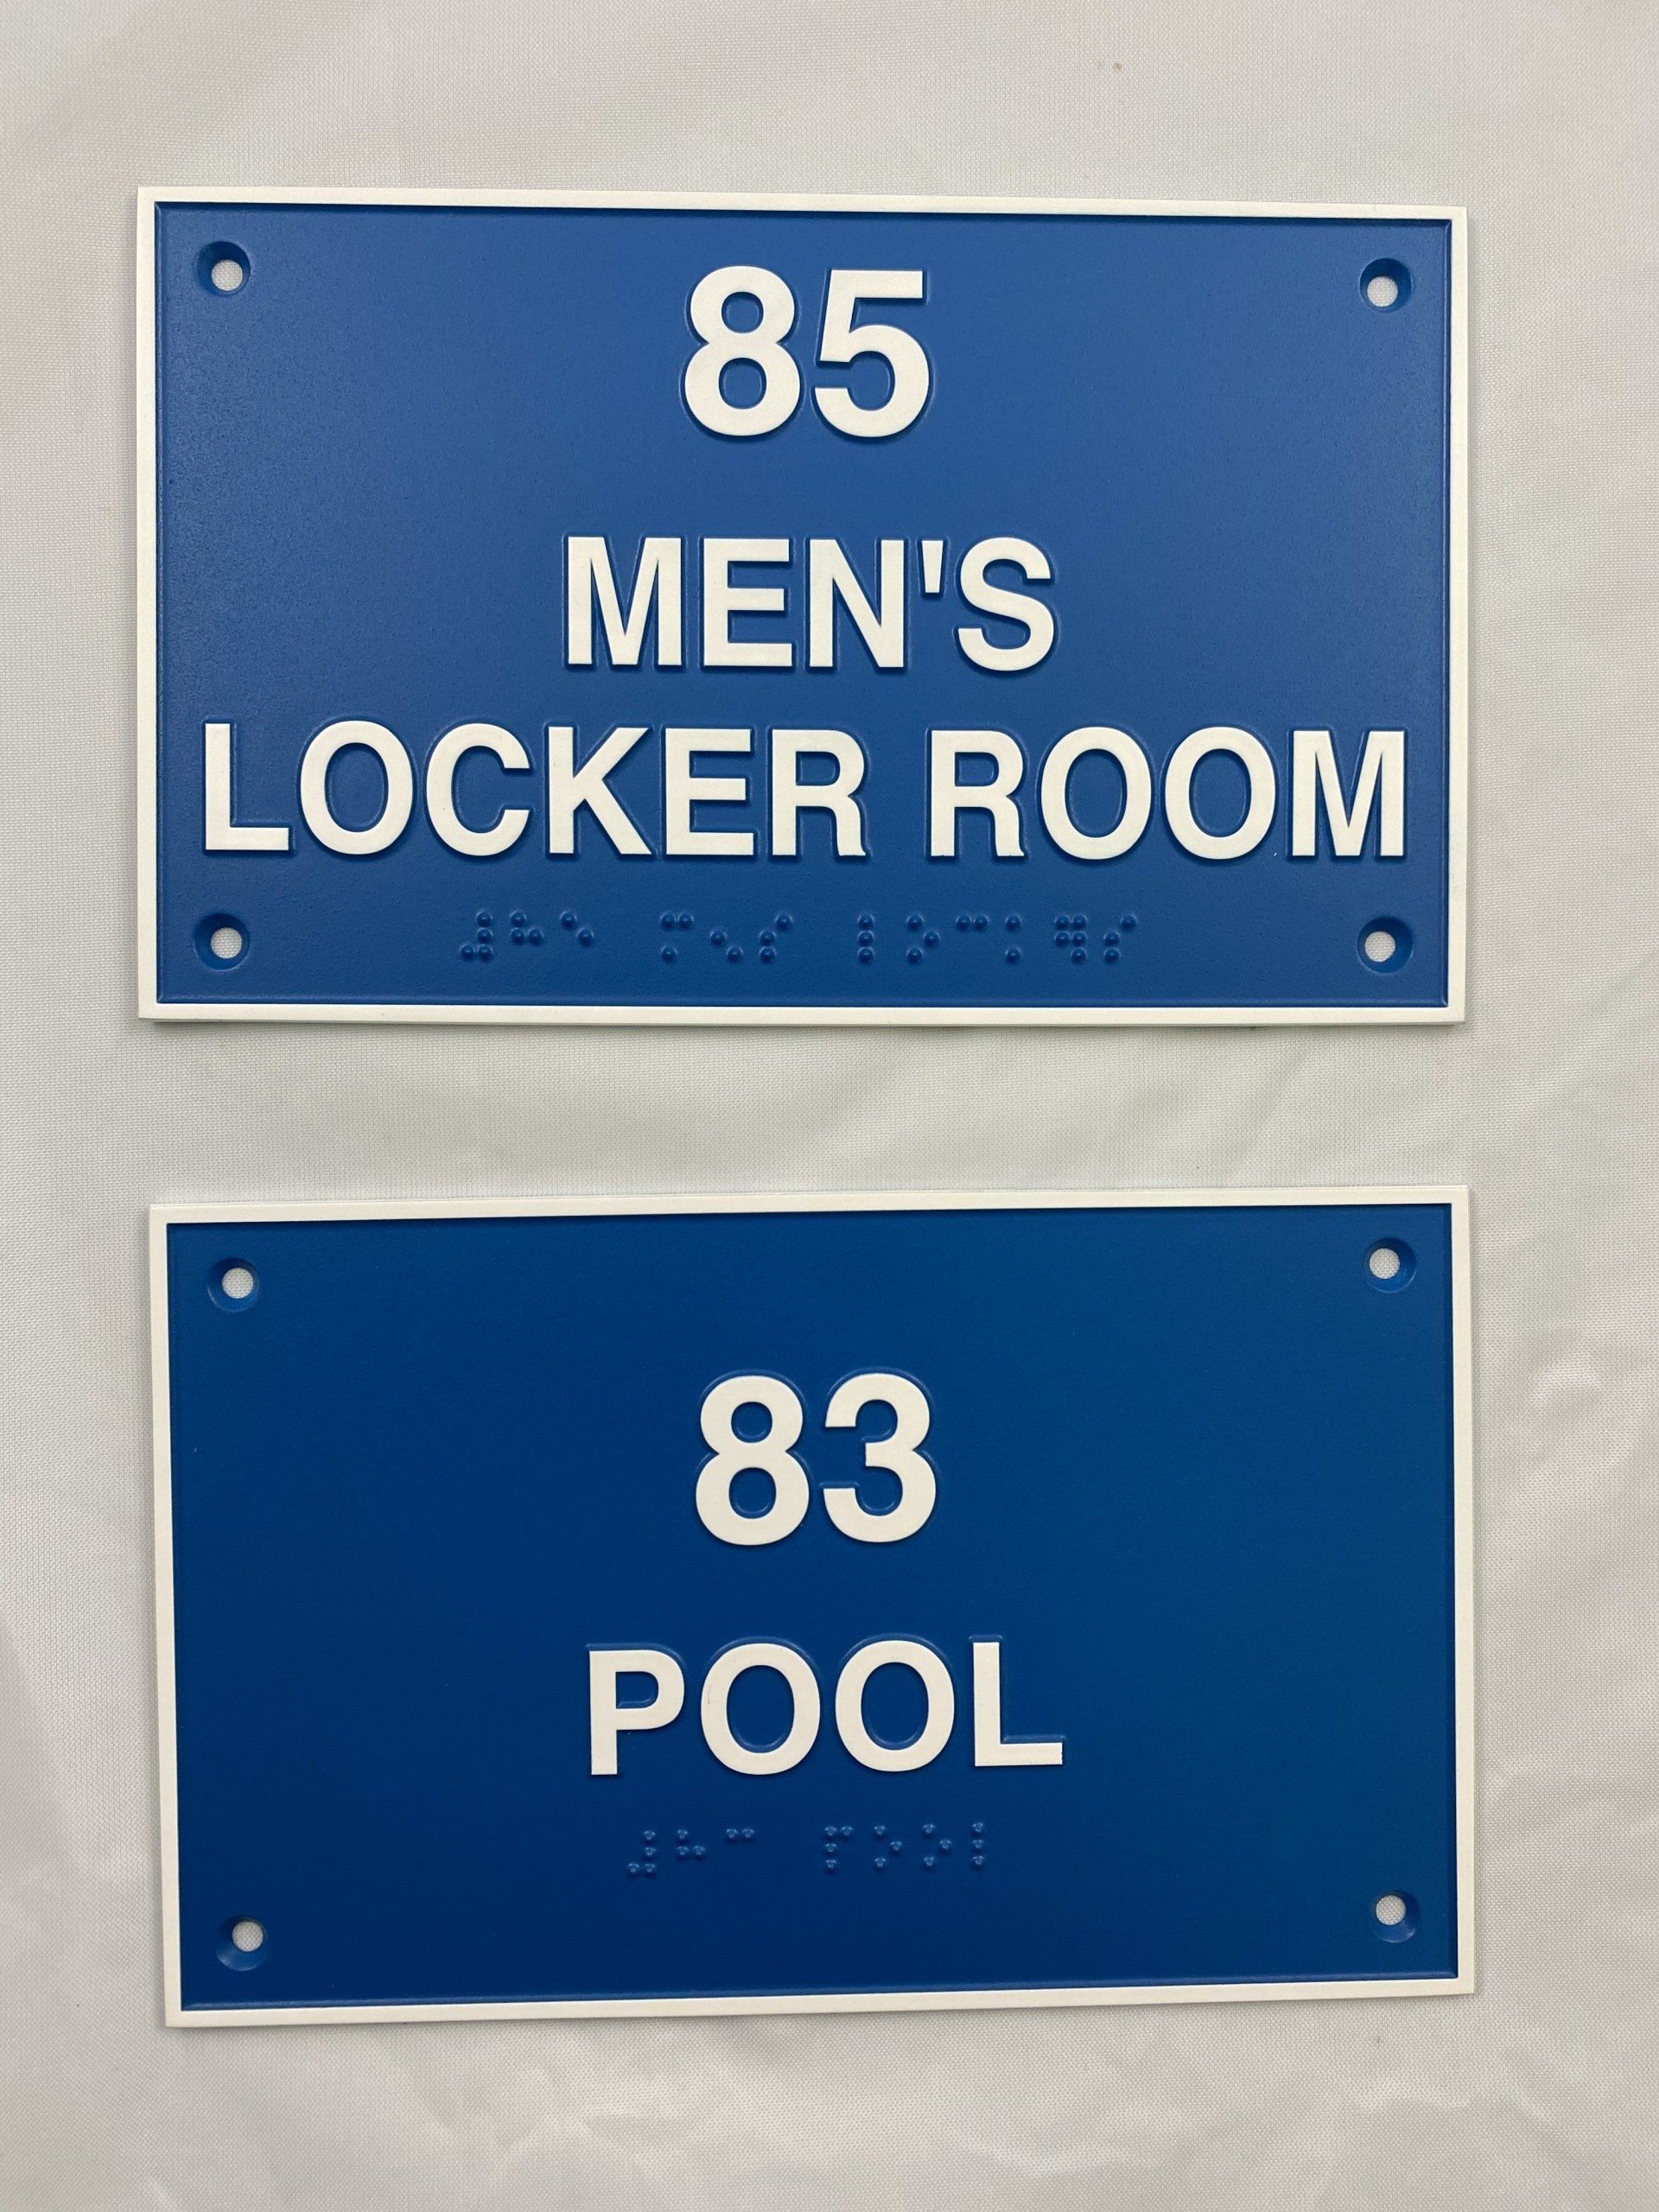 85
MEN'S
LOCKER ROOM
⠼⠓⠑ ⠍⠢⠎ ⠇⠕⠉⠅⠻⠎
83
POOL
⠼⠓⠉ ⠏⠕⠕⠇